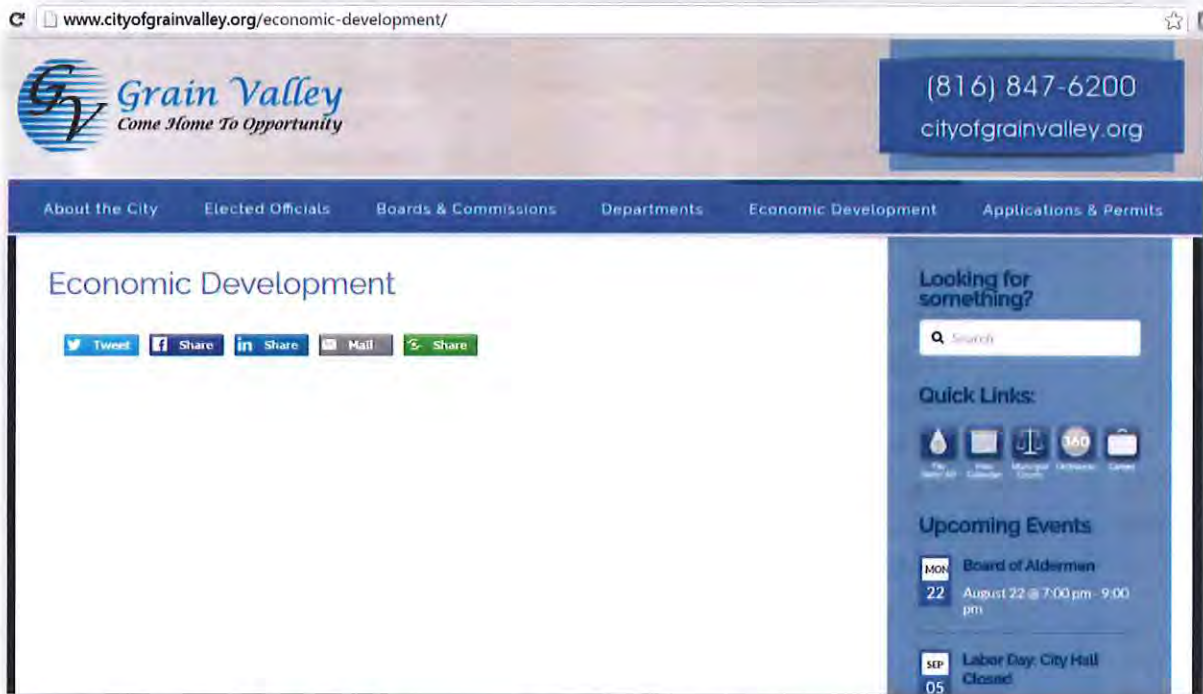 www.cityofgrainvalley.org/economic-development/
GV
Grain Valley
Come Home To Opportunity
(816) 847-6200
cityofgrainvalley.org
About the City Elected Officials Boards & Commissions Departments Economic Development Applications & Permits
Economic Development
Tweet Share Share Mail Share
Looking for
something?
Search
Quick Links:
360
Upcoming Events
MON
22
Board of Aldermen
August 22 @ 7:00 pm - 9:00
pm
SEP
05
Labor Day: City Hall
Closed